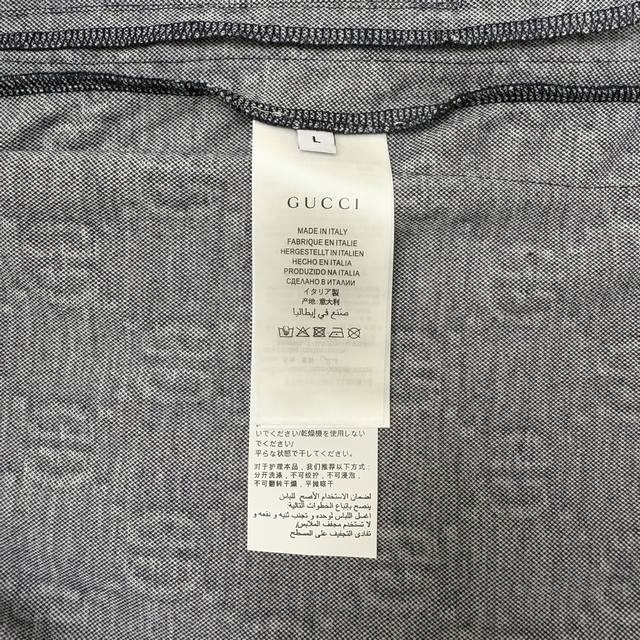 L
GUCCI
MADE IN ITALY
FABRIQUE EN ITALIE
HERGESTELLT IN ITALIEN
HECHO EN ITALIA
PRODUZIDO NA ITALIA
СДЕЛАНО В ИТАЛИИ
イタリア製
产地:意大利
صنع في إيطاليا
いでください/乾燥機を使用しない
でください/
平らな状態で干してください。
对于护理本品，我们推荐以下方式:
分开洗涤，不可绞拧，不可浸泡，
不可翻转干燥，平摊晾干
لضمان الاستخدام الأصح للباس
ينصح بإتباع الخطوات التالية:
اغسل اللباس لوحده و تجنب ثنيه و نقعه و
لا تستخدم مجفف الملابس/
تفادى التجفيف على المسطح